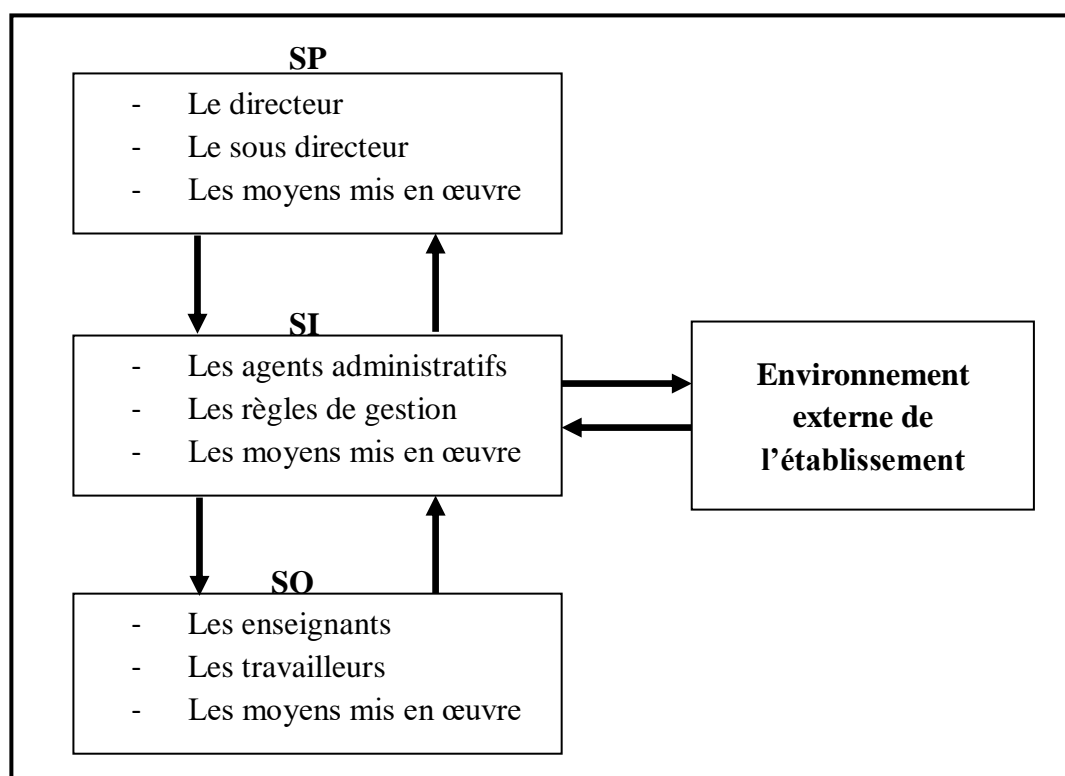 SP
- Le directeur
- Le sous directeur
- Les moyens mis en œuvre
SI
- Les agents administratifs
- Les règles de gestion
- Les moyens mis en œuvre
Environnement
externe de
l’établissement
SO
- Les enseignants
- Les travailleurs
- Les moyens mis en œuvre